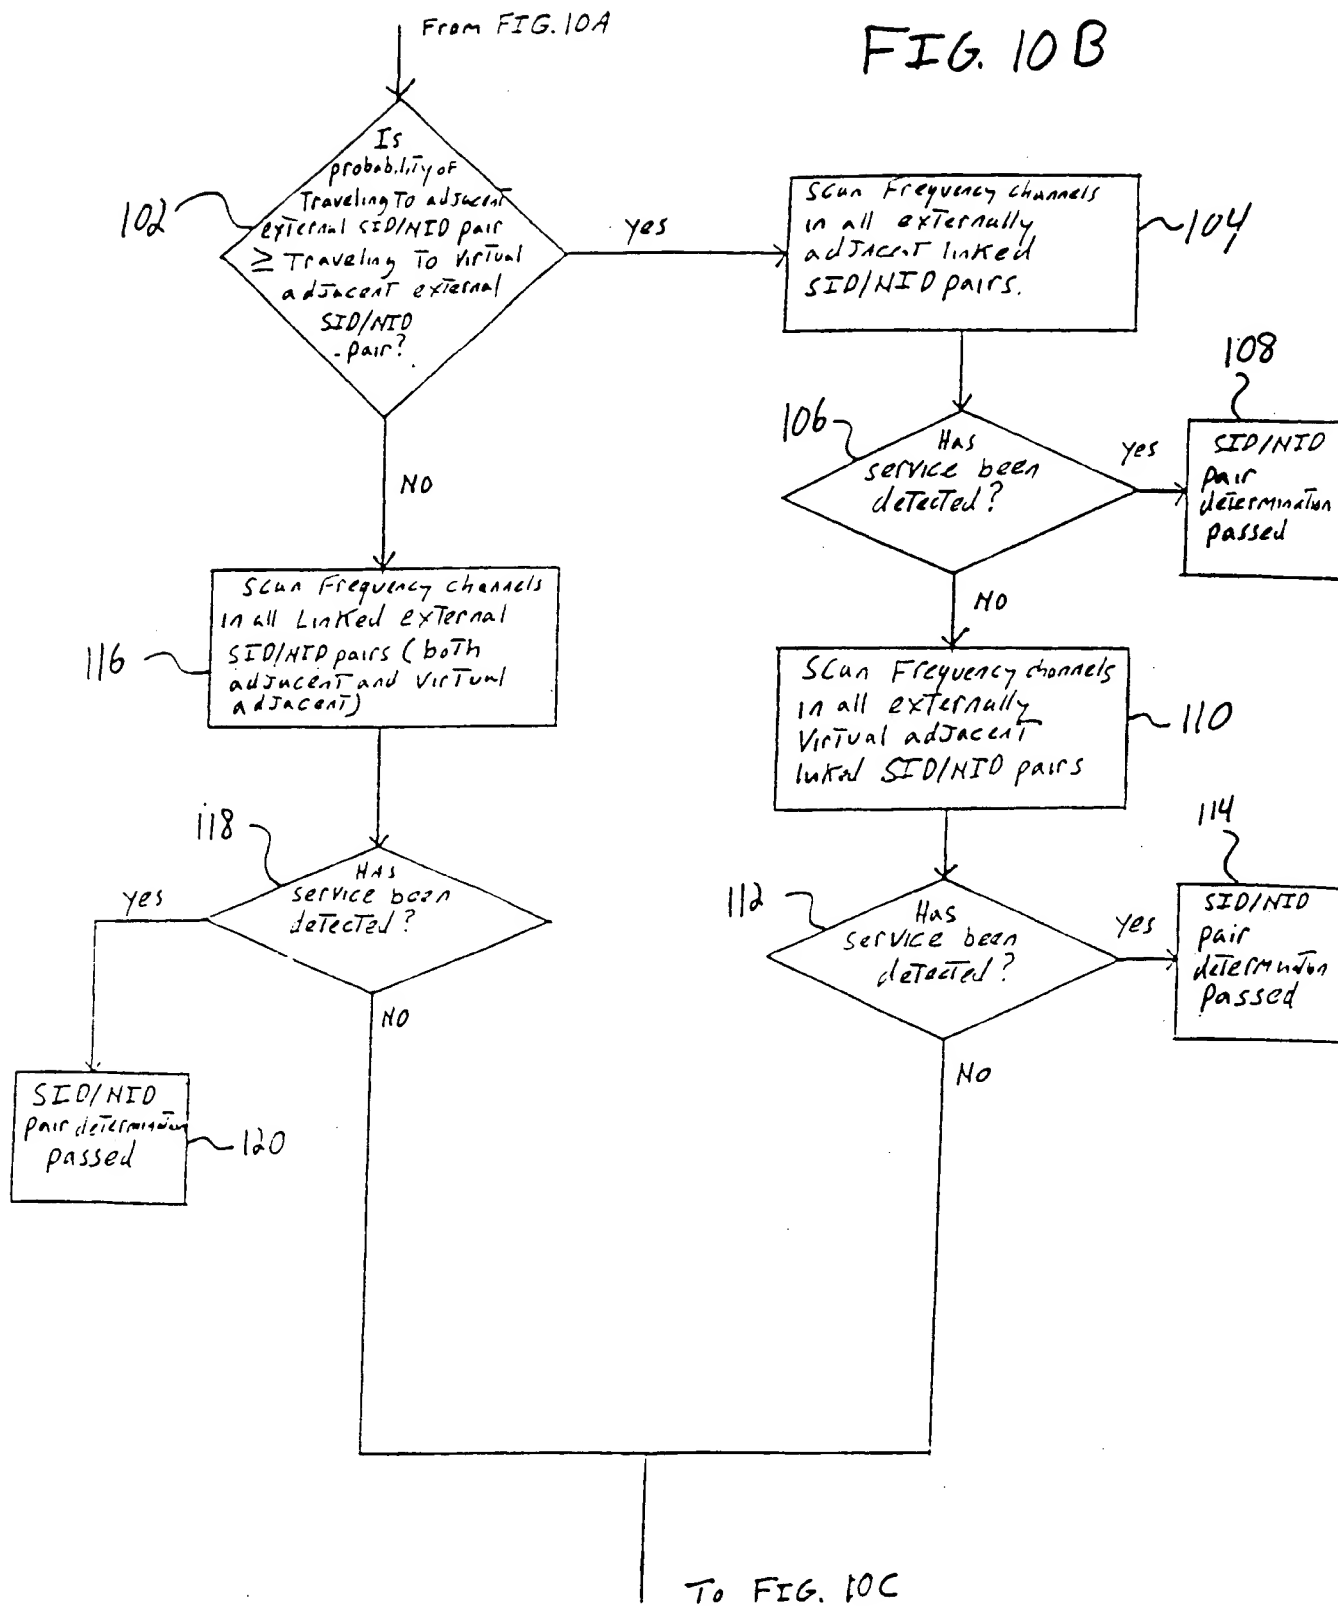 From FIG. 10A
FIG. 10B
Is
probability of
Traveling To adjacent
external SID/NID pair
≥ Traveling To Virtual
adjacent external
SID/NID
pair?
102
yes
Scan Frequency channels
in all externally
adjacent linked
SID/NID pairs.
104
NO
106
Has
service been
detected?
yes
108
SID/NID
pair
determination
passed
NO
Scan Frequency channels
in all Linked external
SID/NID pairs (both
adjacent and Virtual
adjacent)
116
Scan Frequency channels
in all externally
Virtual adjacent
linked SID/NID pairs
110
118
Has
service been
detected?
yes
NO
112
Has
service been
detected?
yes
114
SID/NID
pair
determination
passed
NO
SID/NID
pair determination
passed
120
To FIG. 10C